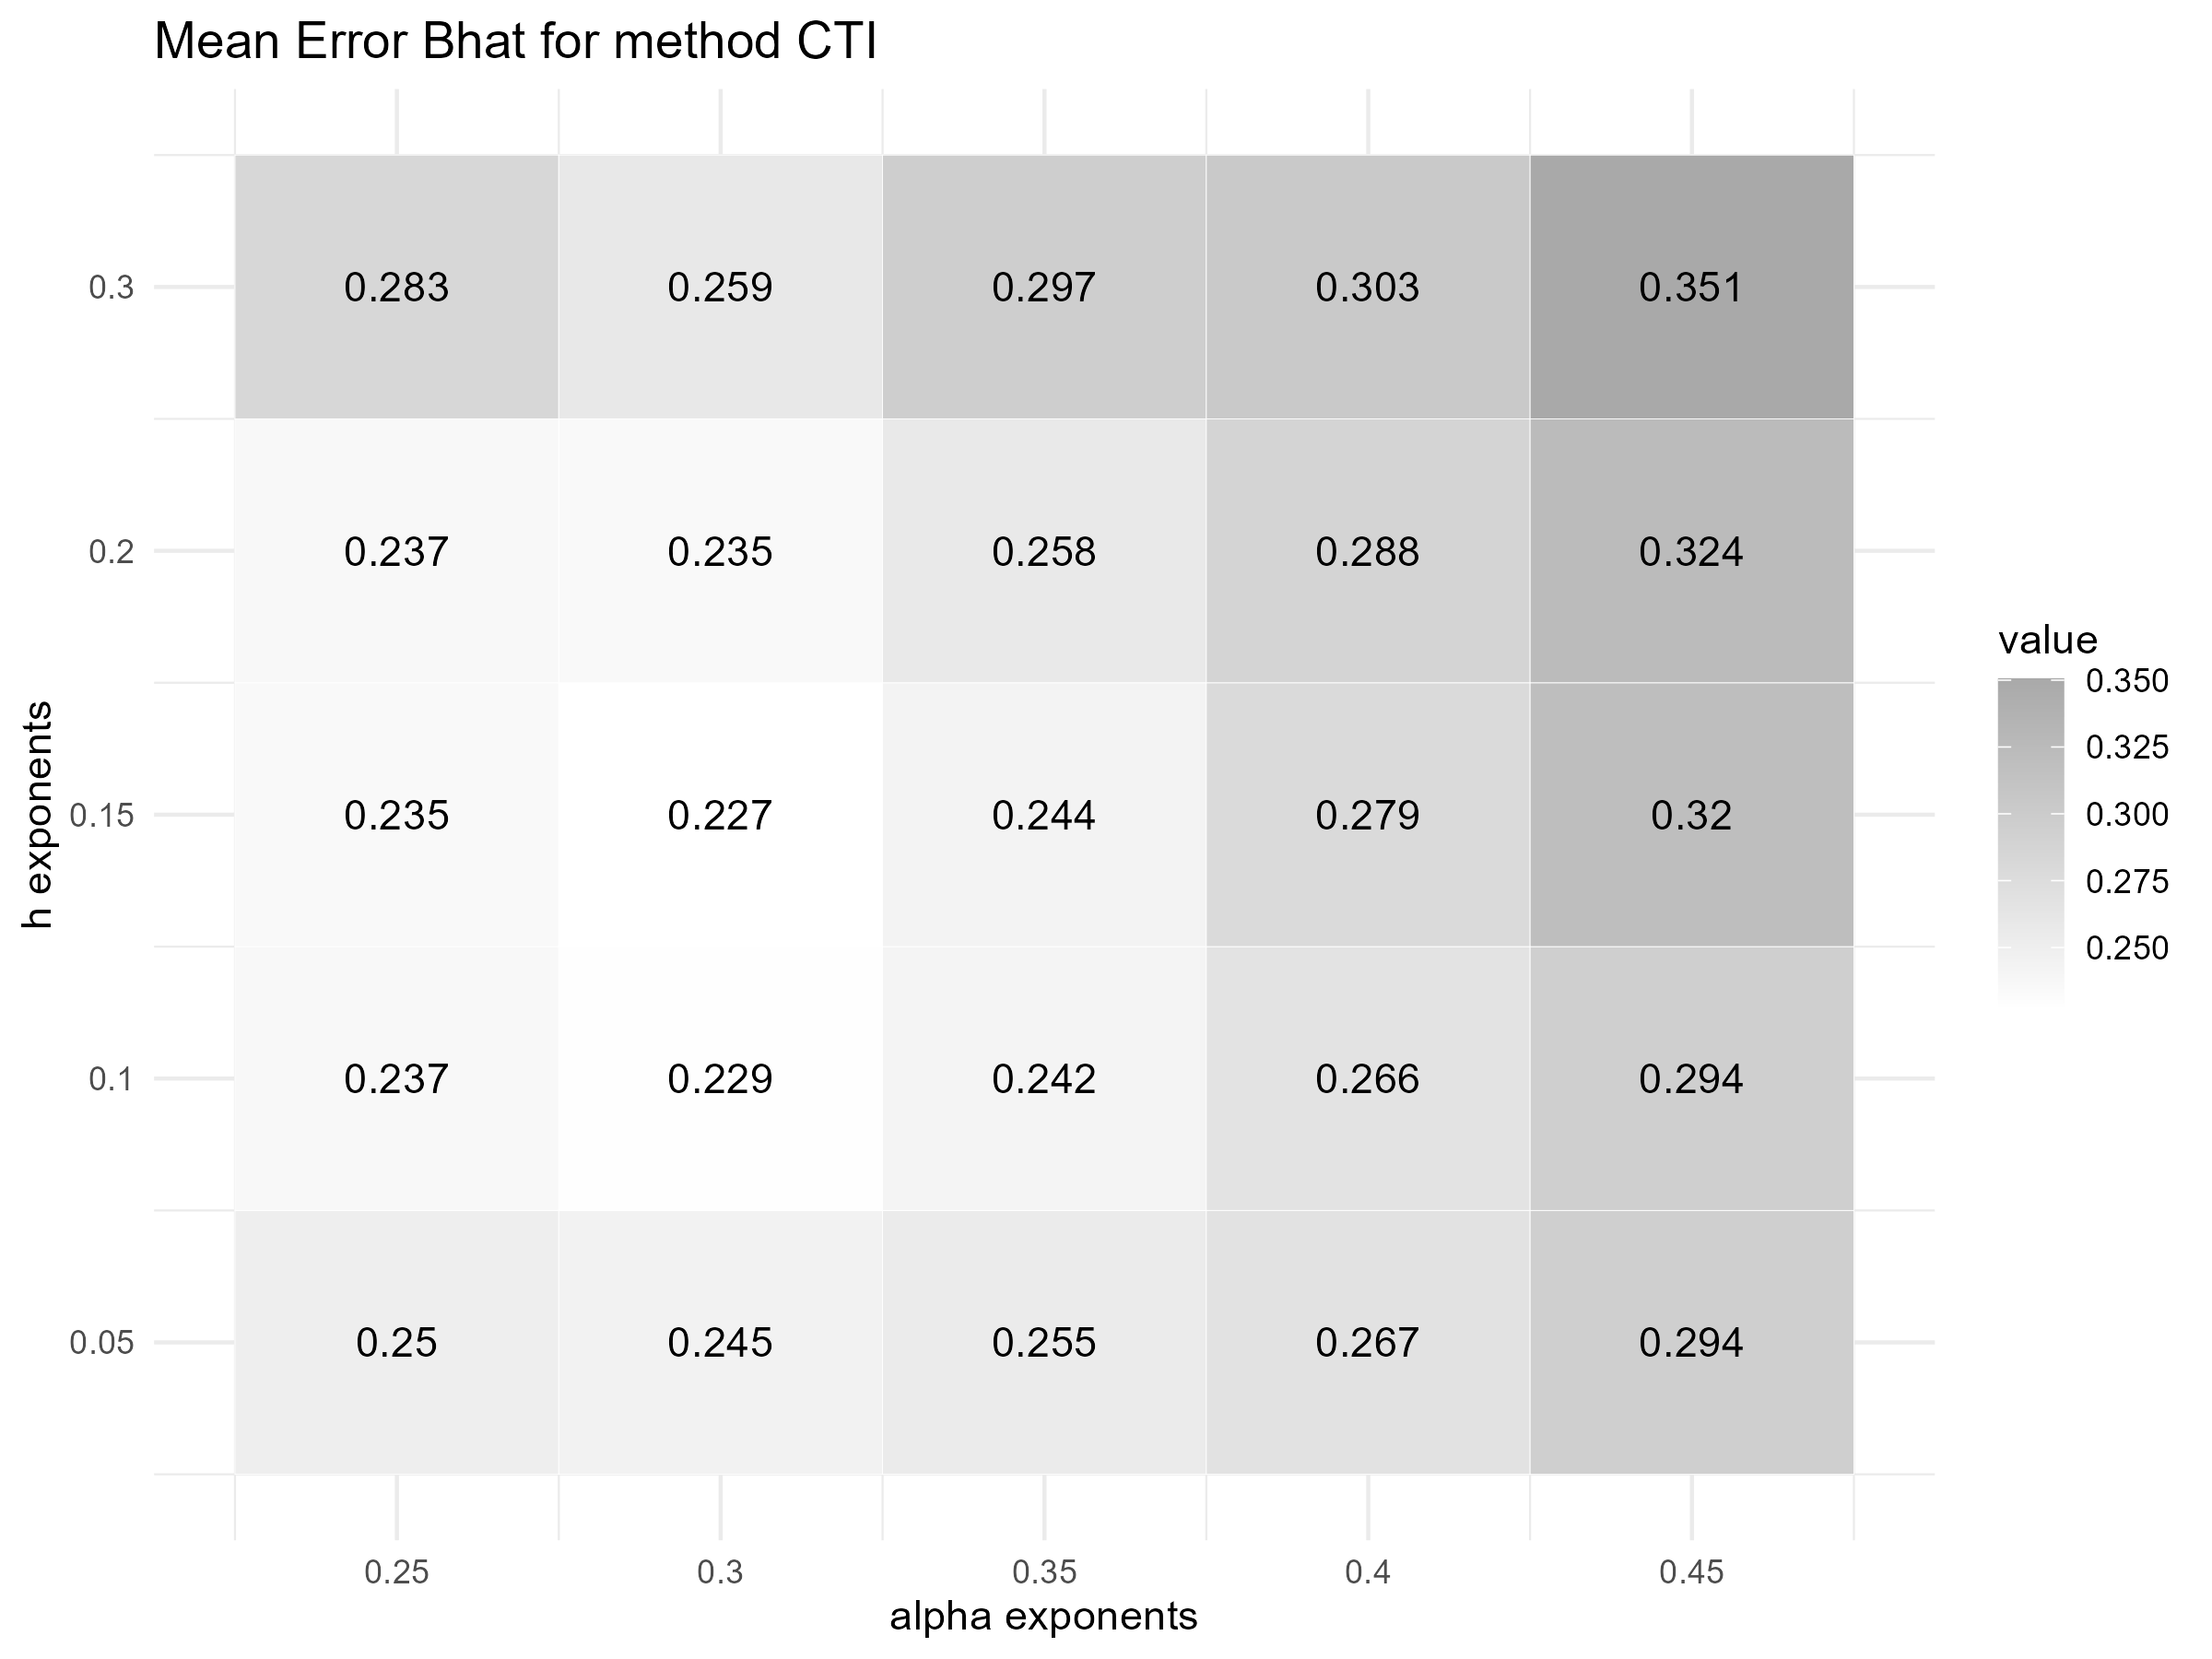 Mean Error Bhat for method CTI
h exponents
0.3 0.283 0.259 0.297 0.303 0.351
0.2 0.237 0.235 0.258 0.288 0.324
0.15 0.235 0.227 0.244 0.279 0.32
0.1 0.237 0.229 0.242 0.266 0.294
0.05 0.25 0.245 0.255 0.267 0.294
0.25 0.3 0.35 0.4 0.45
alpha exponents
value
0.350
0.325
0.300
0.275
0.250